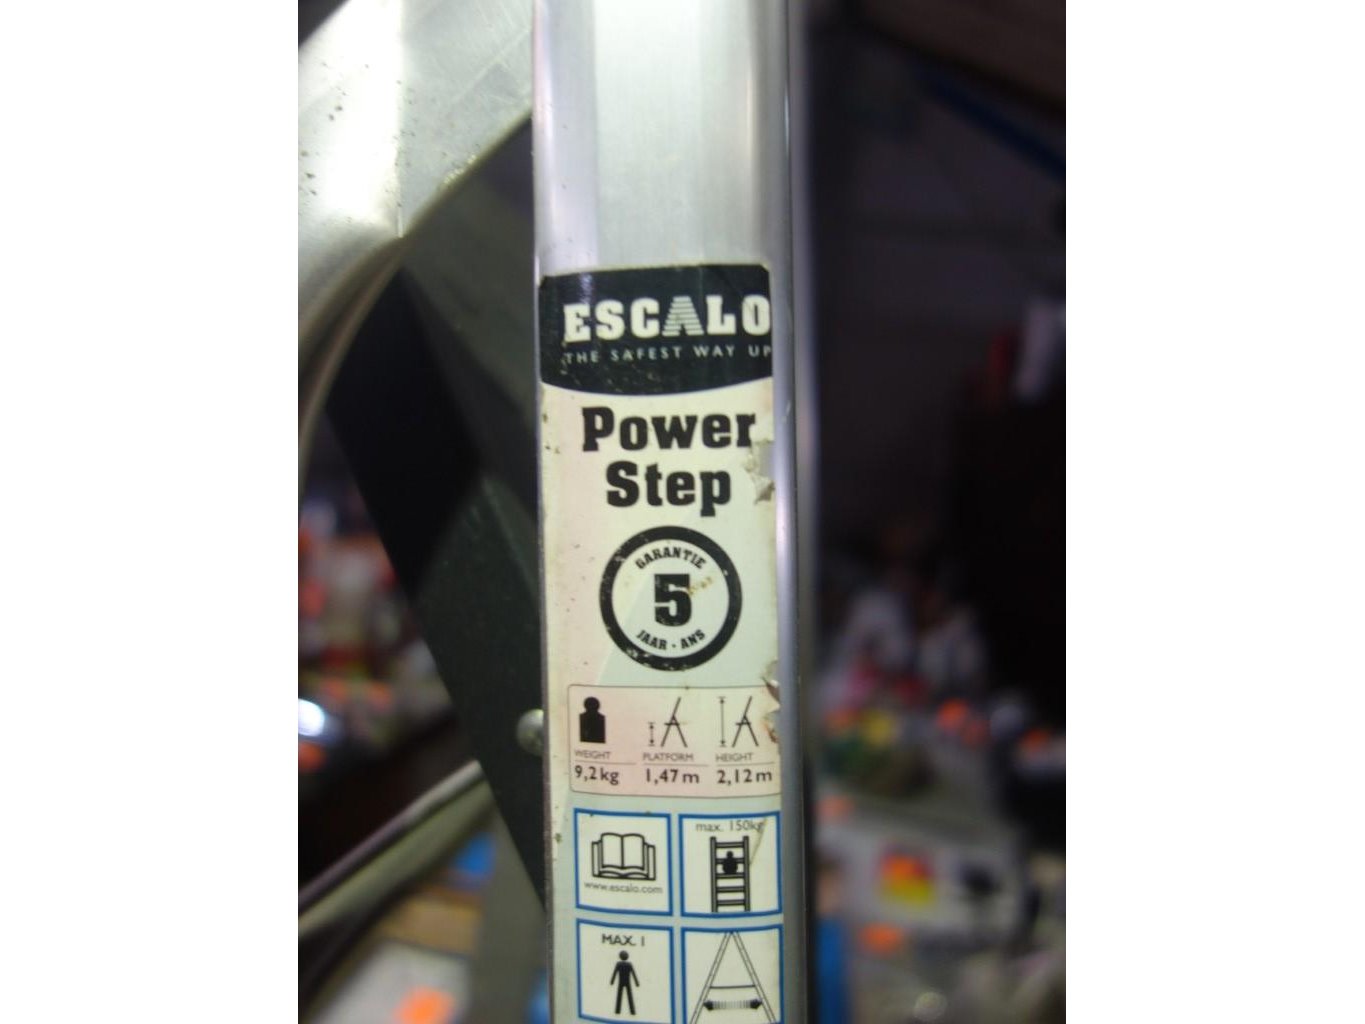 ESCALO
THE SAFEST WAY UP
Power
Step
GARANTIE
5
JAAR · ANS
WEIGHT PLATFORM HEIGHT
9,2kg 1,47m 2,12m
max. 150kg
www.escalo.com
MAX. 1